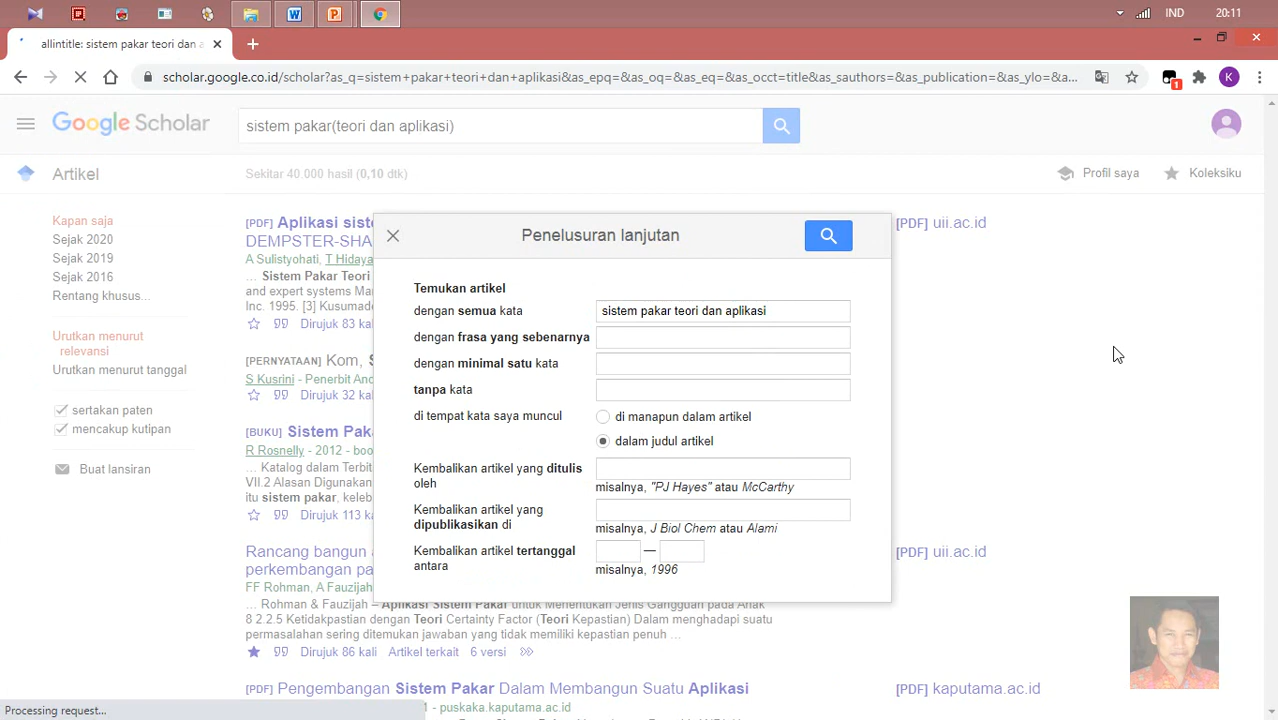 IND 20:11
allintitle: sistem pakar teori dan a
scholar.google.co.id/scholar?as_q=sistem+pakar+teori+dan+aplikasi&as_epq=&as_oq=&as_eq=&as_occt=title&as_sauthors=&as_publication=&as_ylo=&a...
1
K
Google Scholar
sistem pakar(teori dan aplikasi)
Artikel
Sekitar 40.000 hasil (0,10 dtk)
Profil saya
Koleksiku
Kapan saja
Sejak 2020
Sejak 2019
Sejak 2016
Rentang khusus...
Urutkan menurut
relevansi
Urutkan menurut tanggal
sertakan paten
mencakup kutipan
Buat lansiran
[PDF] Aplikasi sist
DEMPSTER-SHA
A Sulistyohati, T Hidaya
... Sistem Pakar Teori
and expert systems Mar
Inc. 1995. [3] Kusumade
Dirujuk 83 kal
[PDF] uii.ac.id
[PERNYATAAN] Kom, S
S Kusrini - Penerbit And
Dirujuk 32 kal
[BUKU] Sistem Pak
R Rosnelly - 2012 - boo
... Katalog dalam Terbit
VII.2 Alasan Digunakan
itu sistem pakar, kelebih
Dirujuk 113 ka
Rancang bangun a
perkembangan pa
FF Rohman, A Fauzijah
... Rohman & Fauzijah – Aplikasi Sistem Pakar untuk Menentukan Jenis Gangguan pada Anak
8 2.2.5 Ketidakpastian dengan Teori Certainty Factor (Teori Kepastian) Dalam menghadapi suatu
permasalahan sering ditemukan jawaban yang tidak memiliki kepastian penuh ...
Dirujuk 86 kali Artikel terkait 6 versi
[PDF] uii.ac.id
[PDF] Pengembangan Sistem Pakar Dalam Membangun Suatu Aplikasi
1 - puskaka.kaputama.ac.id
[PDF] kaputama.ac.id
Penelusuran lanjutan
Temukan artikel
dengan semua kata
sistem pakar teori dan aplikasi
dengan frasa yang sebenarnya
dengan minimal satu kata
tanpa kata
di tempat kata saya muncul
di manapun dalam artikel
dalam judul artikel
Kembalikan artikel yang ditulis
oleh
misalnya, "PJ Hayes" atau McCarthy
Kembalikan artikel yang
dipublikasikan di
misalnya, J Biol Chem atau Alami
Kembalikan artikel tertanggal
antara
—
misalnya, 1996
Processing request...